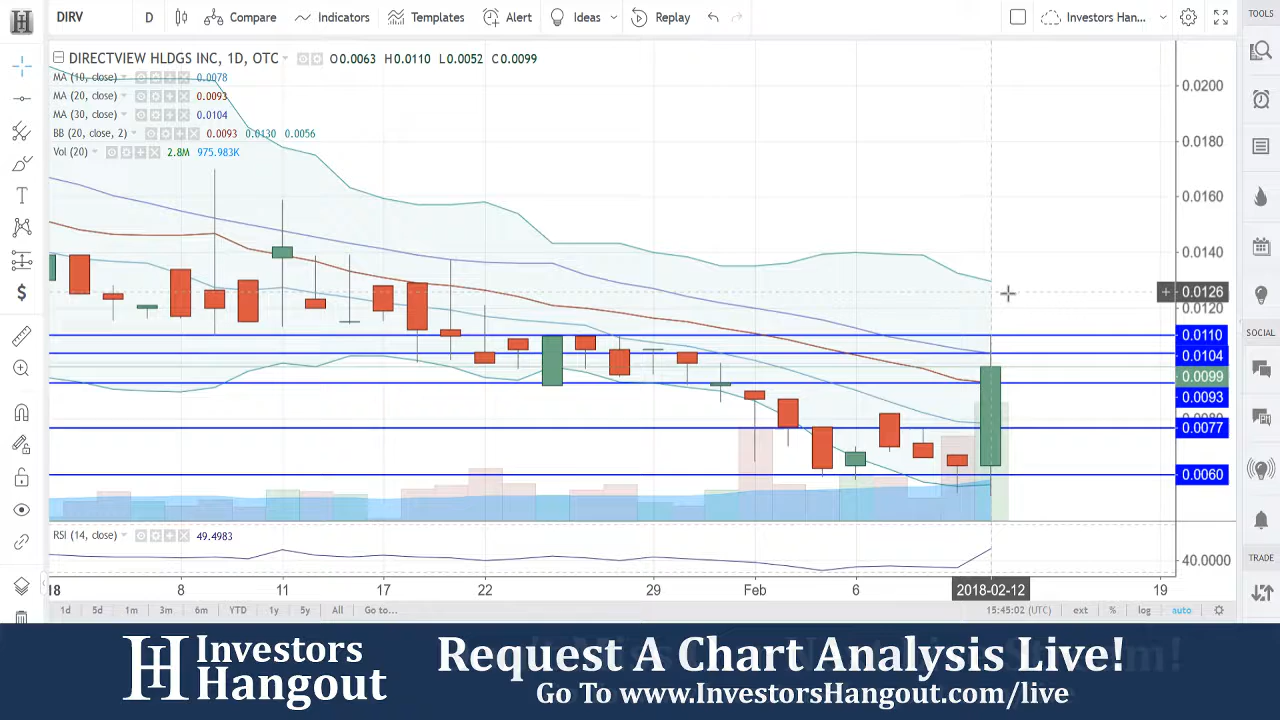 DIRV D Compare Indicators Templates Alert Ideas Replay Investors Han... TOOLS
DIRECTVIEW HLDGS INC, 1D, OTC O0.0063 H0.0110 L0.0052 C0.0099
MA (10, close) 0.0078
MA (20, close) 0.0093
MA (30, close) 0.0104
BB (20, close, 2) 0.0093 0.0130 0.0056
Vol (20) 2.8M 975.983K
0.0200
0.0180
0.0160
0.0140
0.0126
0.0120
0.0110
0.0104
0.0099
0.0093
0.0077
0.0060
SOCIAL
RSI (14, close) 49.4983
40.0000
TRADE
18 8 11 17 22 29 Feb 6 2018-02-12 19
1d 5d 1m 3m 6m YTD 1y 5y All Go to... 15:45:02 (UTC) ext % log auto
Investors
Hangout
Request A Chart Analysis Live!
Go To www.InvestorsHangout.com/live